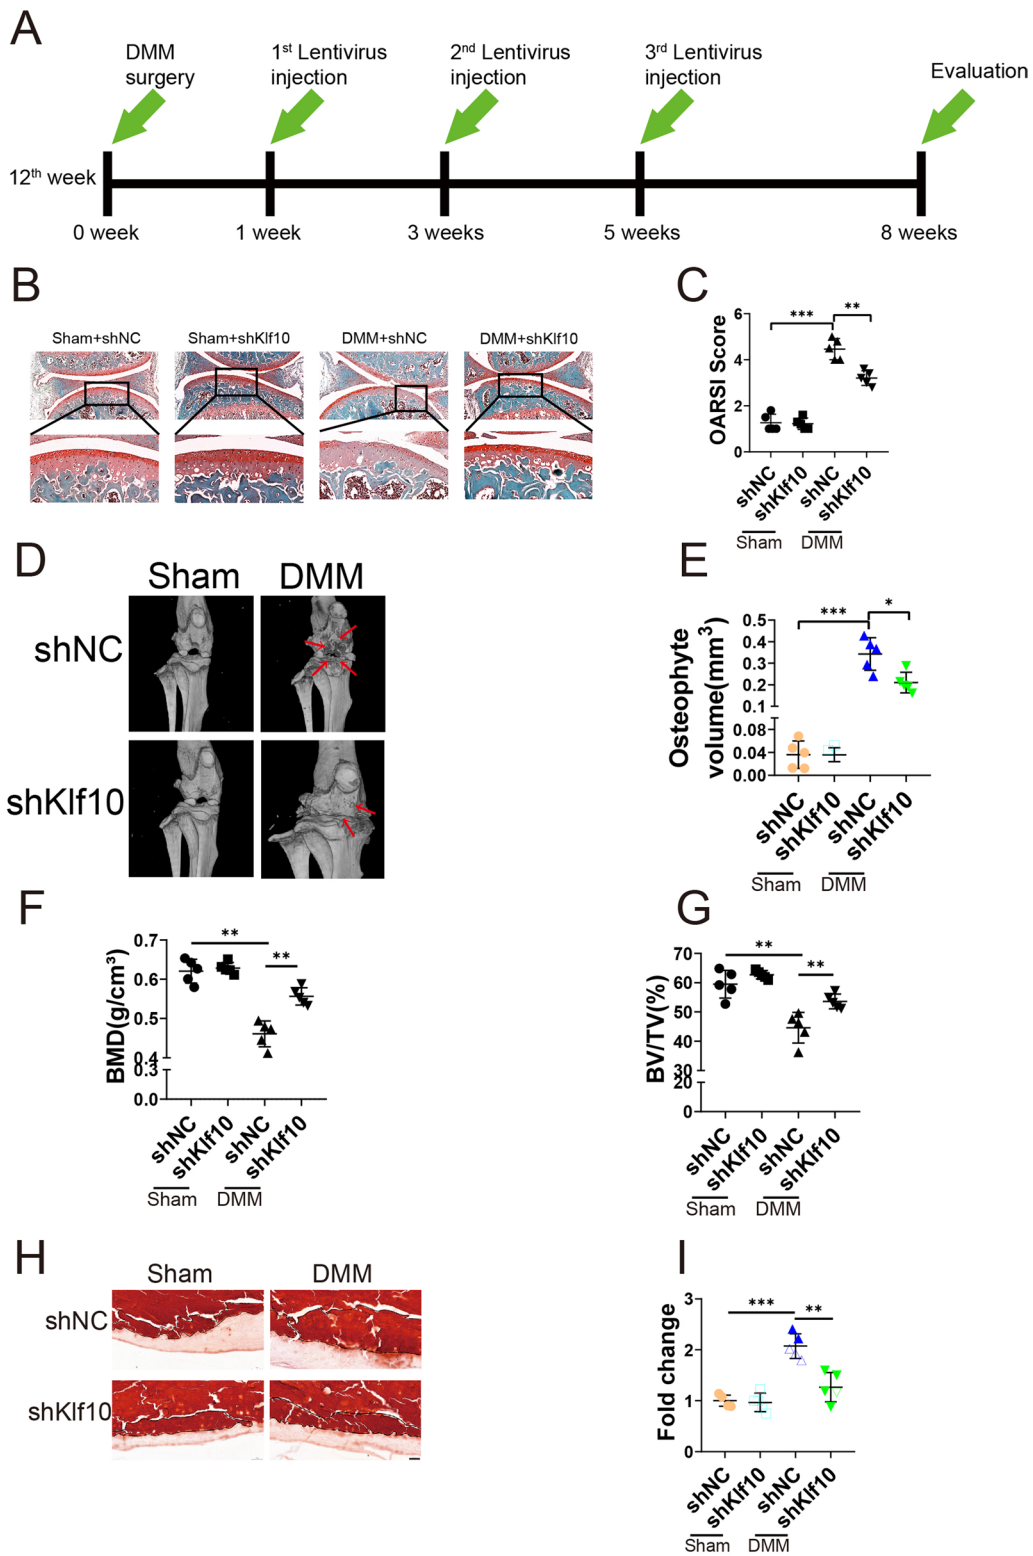 A
DMM
surgery
1st Lentivirus
injection
2nd Lentivirus
injection
3rd Lentivirus
injection
Evaluation
12th week
0 week
1 week
3 weeks
5 weeks
8 weeks
B
Sham+shNC
Sham+shKlf10
DMM+shNC
DMM+shKlf10
C
OARSI Score
6
4
2
0
***
**
shNC
shKlf10
shNC
shKlf10
Sham
DMM
D
Sham
DMM
shNC
shKlf10
E
Osteophyte
volume(mm3)
0.5
0.4
0.3
0.2
0.1
0.08
0.04
0.00
***
*
shNC
shKlf10
shNC
shKlf10
Sham
DMM
F
BMD(g/cm³)
0.7
0.6
0.5
0.4
0.3
0.0
**
**
shNC
shKlf10
shNC
shKlf10
Sham
DMM
G
BV/TV(%)
70
60
50
40
30
20
0
**
**
shNC
shKlf10
shNC
shKlf10
Sham
DMM
H
Sham
DMM
shNC
shKlf10
I
Fold change
3
2
1
0
***
**
shNC
shKlf10
shNC
shKlf10
Sham
DMM